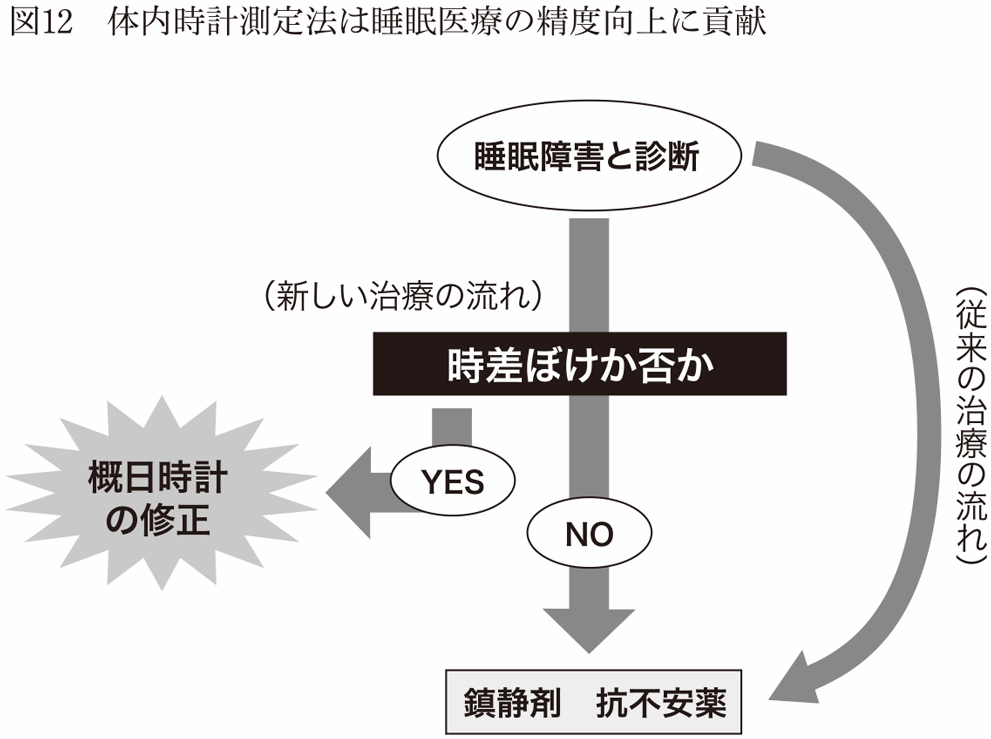 図12　体内時計測定法は睡眠医療の精度向上に貢献
睡眠障害と診断
（新しい治療の流れ）
時差ぼけか否か
（従来の治療の流れ）
YES
概日時計
の修正
NO
鎮静剤　抗不安薬